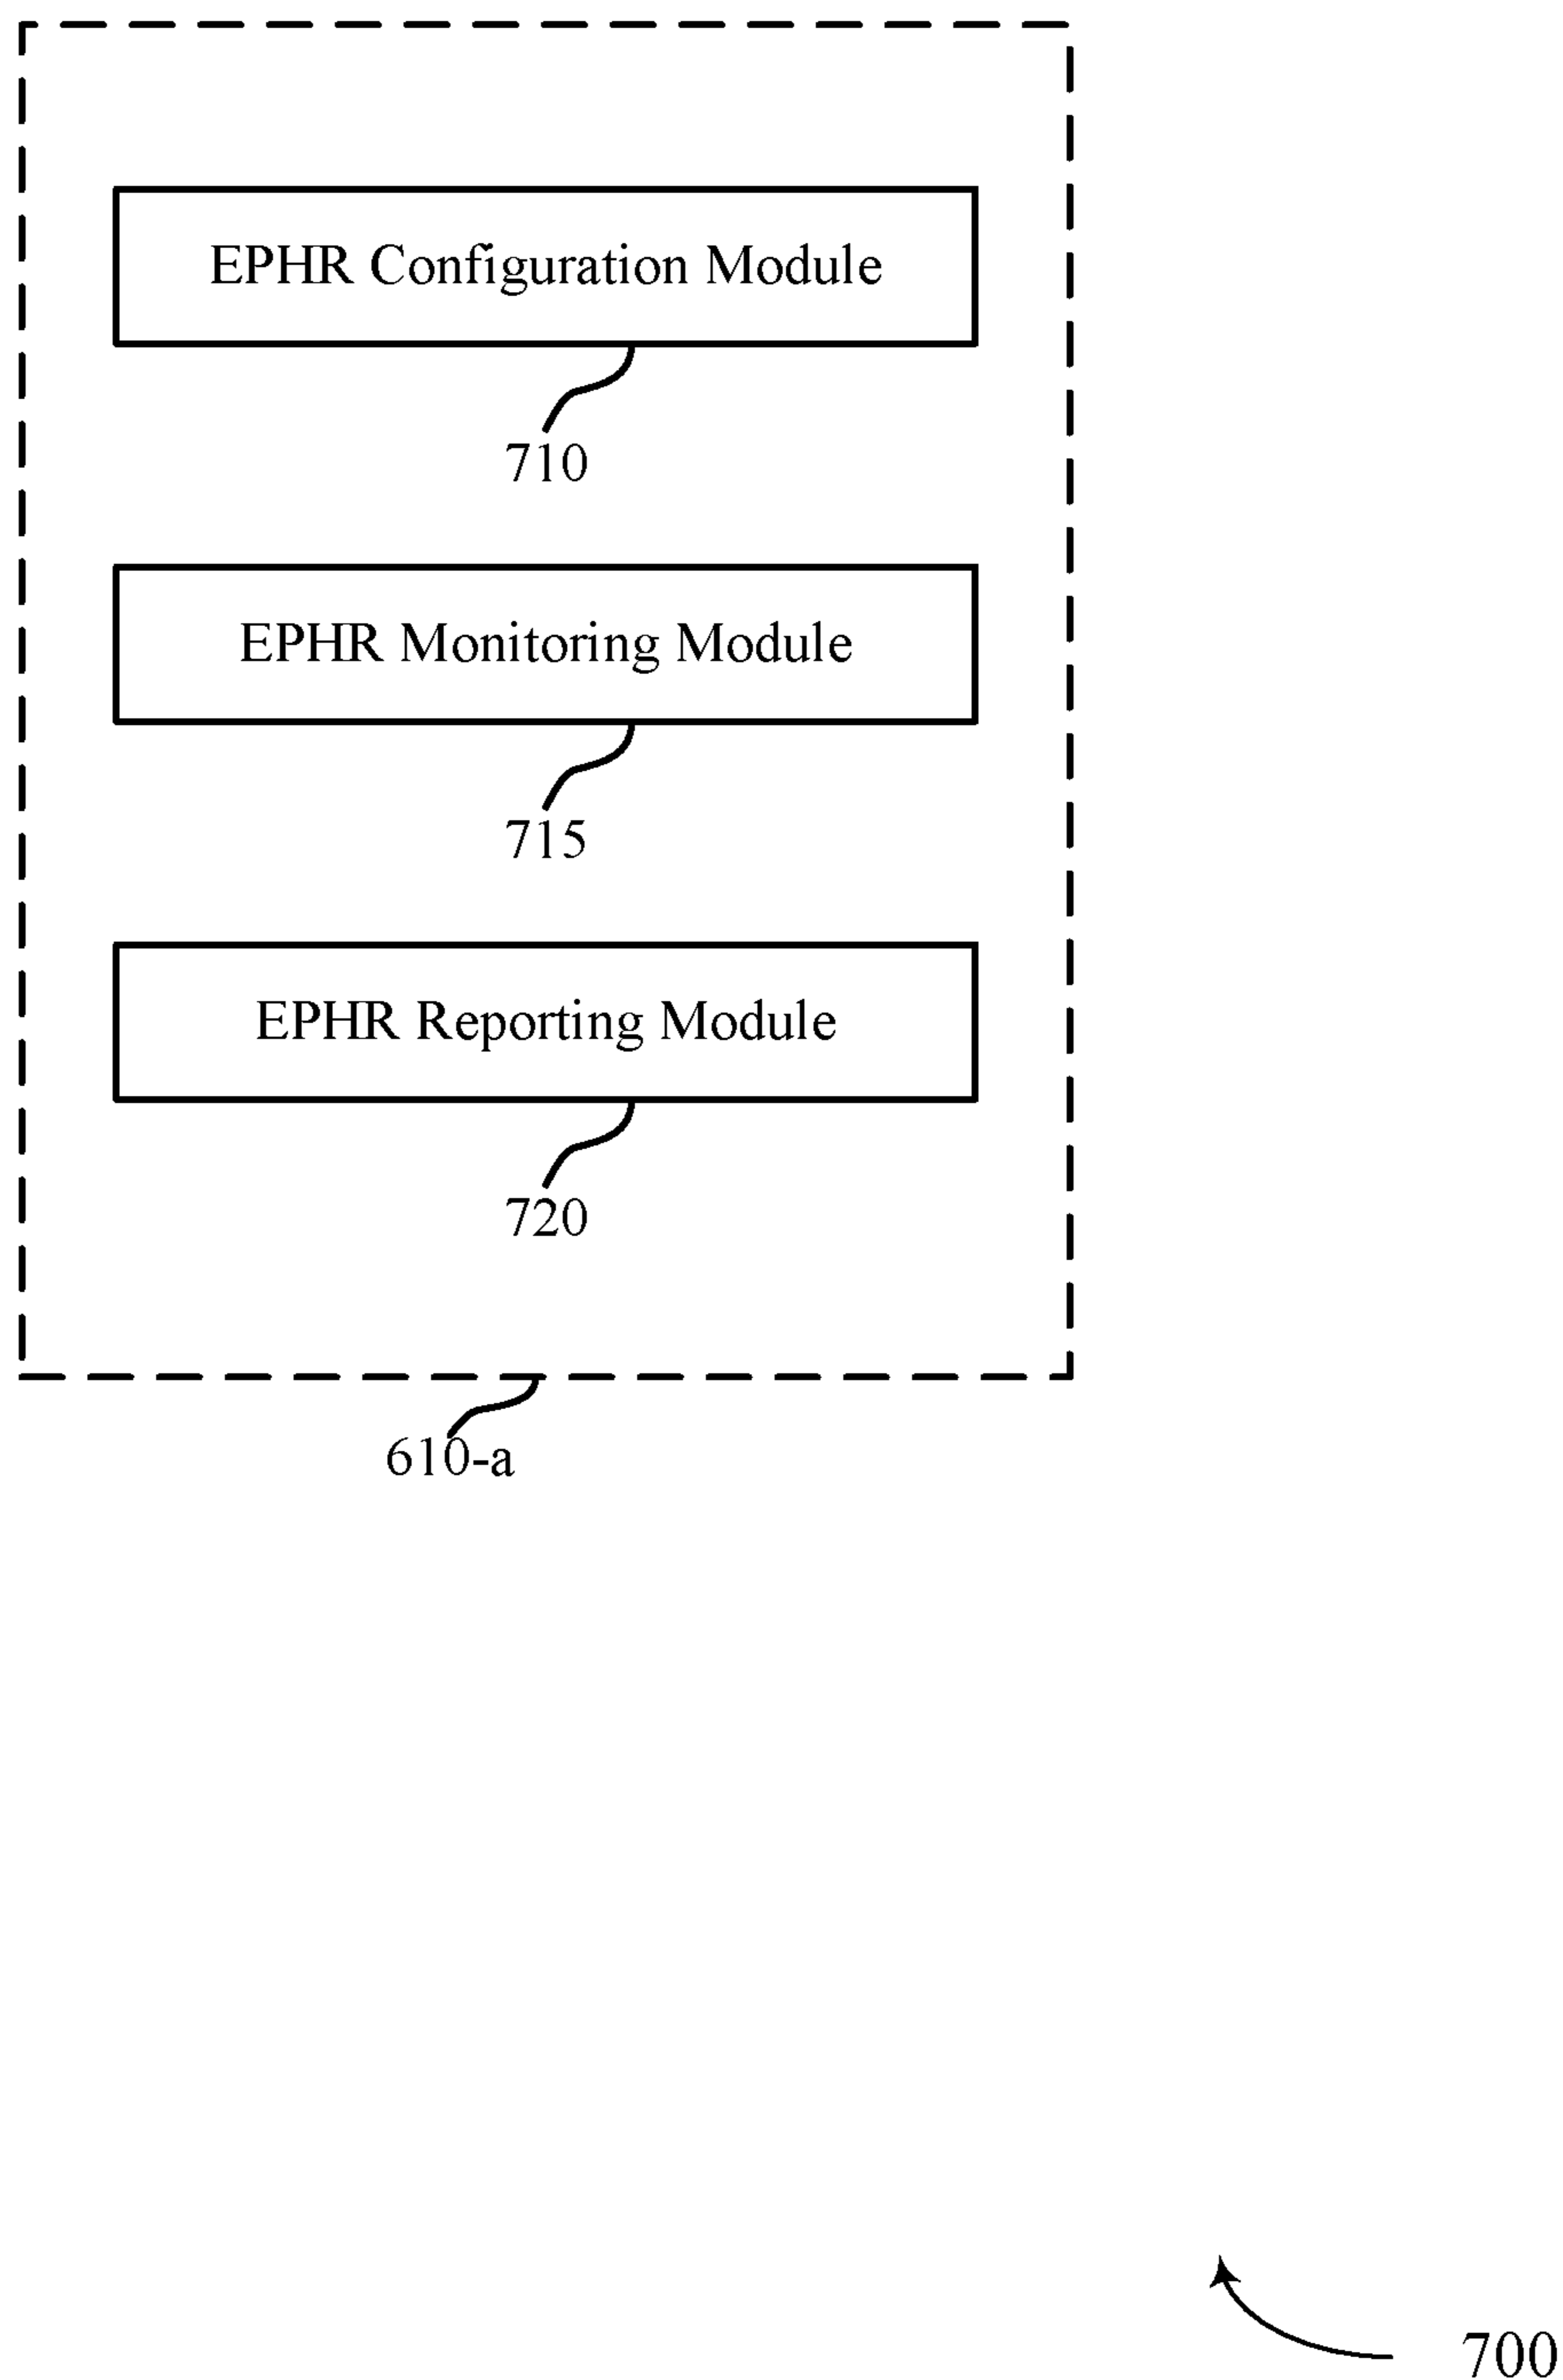 EPHR Configuration Module
710
EPHR Monitoring Module
715
EPHR Reporting Module
720
610-a
700